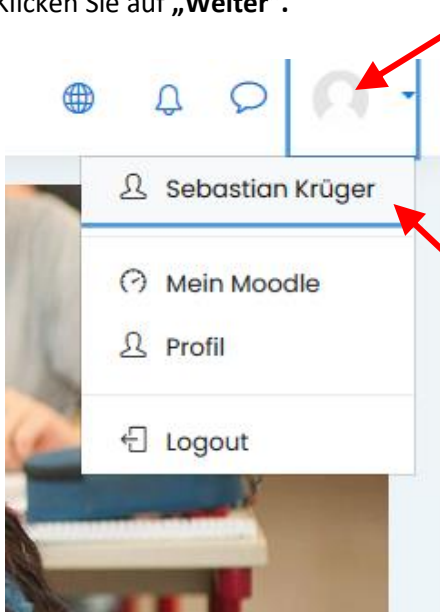 Klicken Sie auf „Weiter“.
Sebastian Krüger
Mein Moodle
Profil
Logout